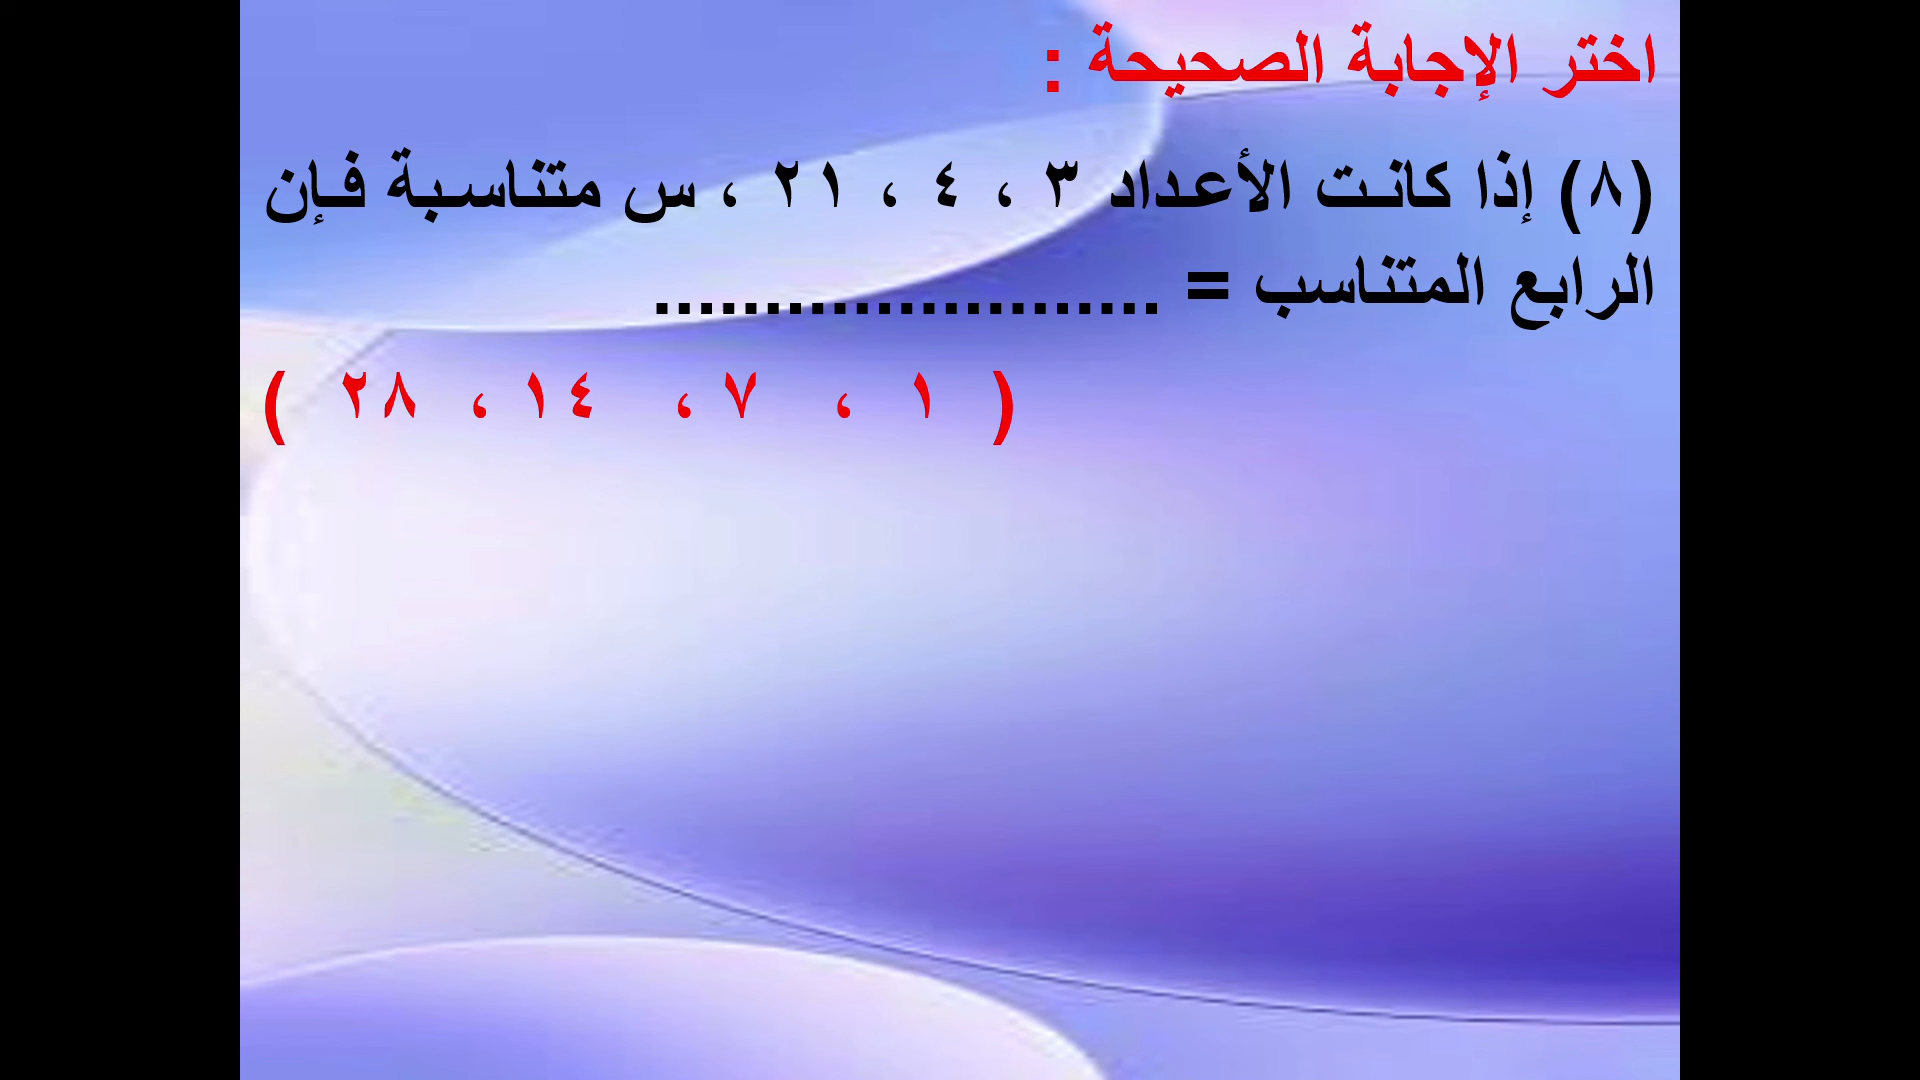 اختر الإجابة الصحيحة :
(٨) إذا كانت الأعداد ٣ ، ٤ ، ٢١ ، س متناسبة فإن
الرابع المتناسب = .......................
( ١ ، ٧ ، ١٤ ، ٢٨ )